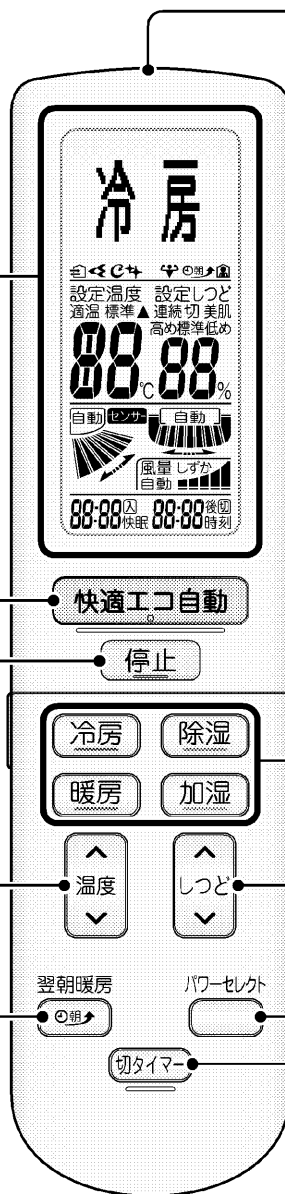 冷房
設定温度 設定しつど
適温 標準▲ 連続 切 美肌
高め標準低め
88℃ 88%
自動 センサー 自動
風量 しずか
自動
88:88 入 快眠 88:88 後 切 時刻
快適エコ自動
停止
冷房 除湿
暖房 加湿
温度 しつど
翌朝暖房 パワーセレクト
朝
切タイマー